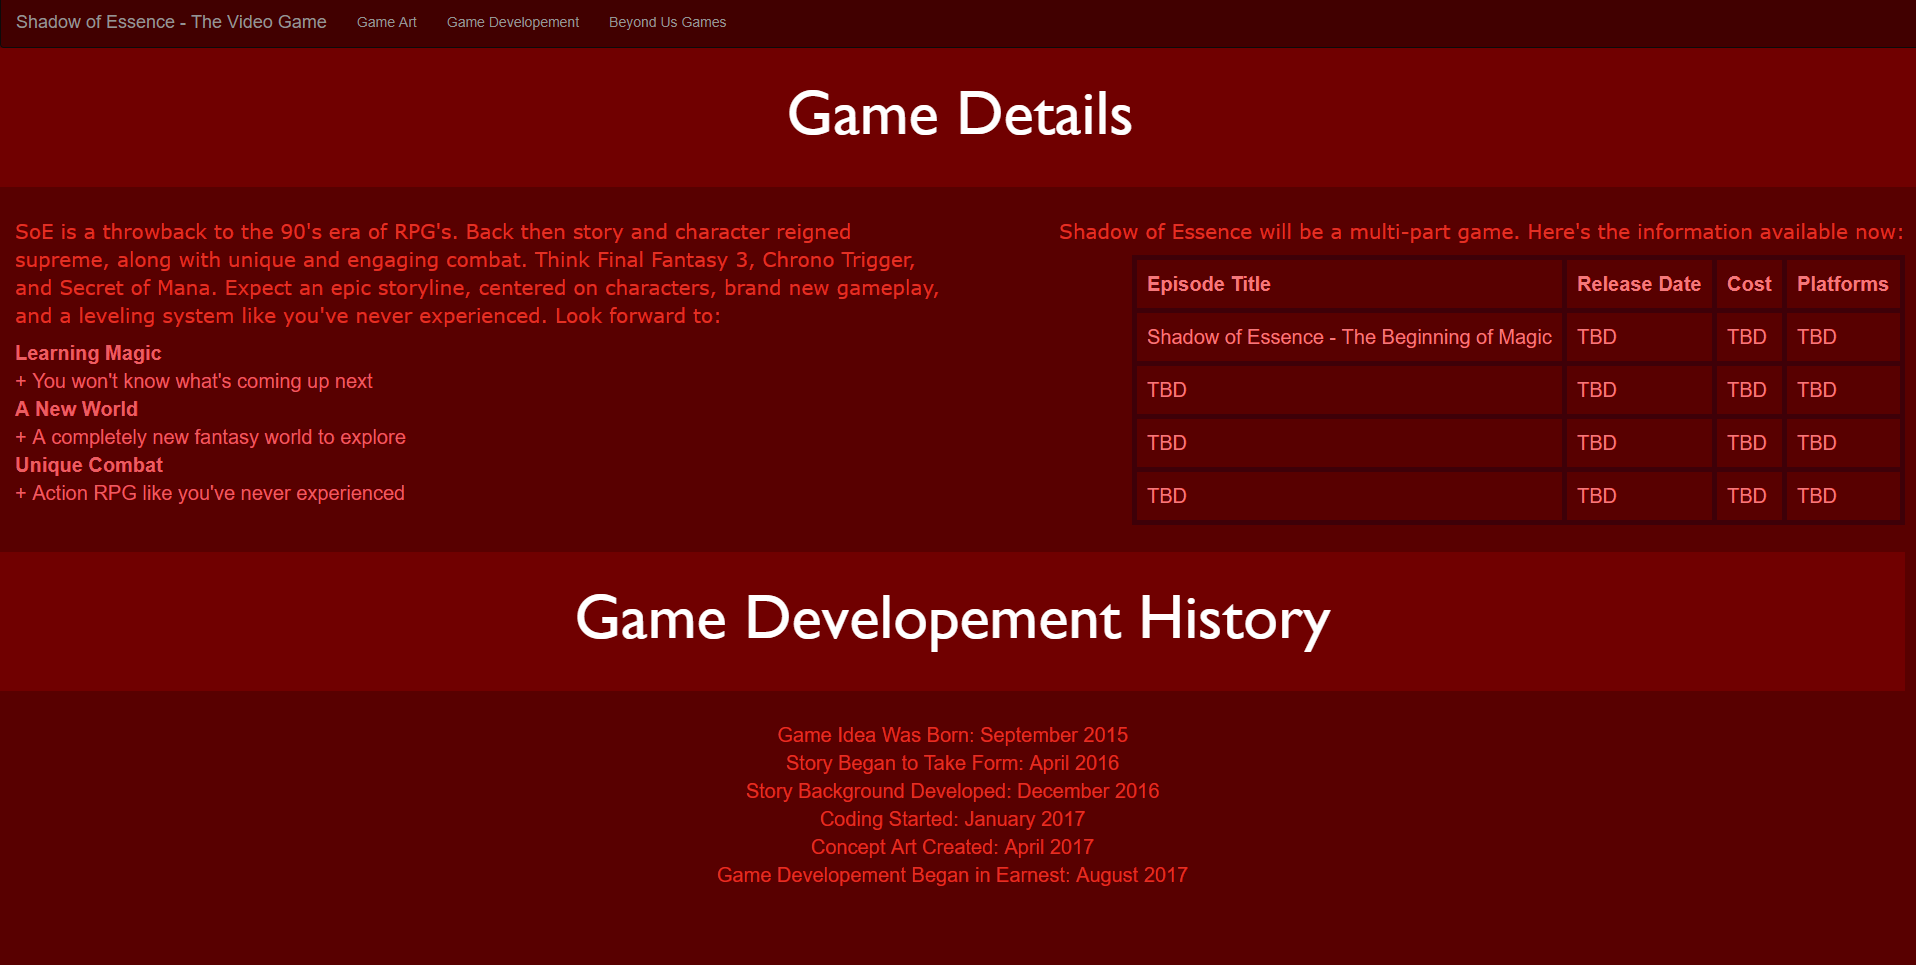 Shadow of Essence - The Video Game Game Art Game Developement Beyond Us Games
Game Details
SoE is a throwback to the 90's era of RPG's. Back then story and character reigned
supreme, along with unique and engaging combat. Think Final Fantasy 3, Chrono Trigger,
and Secret of Mana. Expect an epic storyline, centered on characters, brand new gameplay,
and a leveling system like you've never experienced. Look forward to:
Learning Magic
+ You won't know what's coming up next
A New World
+ A completely new fantasy world to explore
Unique Combat
+ Action RPG like you've never experienced
Shadow of Essence will be a multi-part game. Here's the information available now:
Episode Title Release Date Cost Platforms
Shadow of Essence - The Beginning of Magic TBD TBD TBD
TBD TBD TBD TBD
TBD TBD TBD TBD
TBD TBD TBD TBD
Game Developement History
Game Idea Was Born: September 2015
Story Began to Take Form: April 2016
Story Background Developed: December 2016
Coding Started: January 2017
Concept Art Created: April 2017
Game Developement Began in Earnest: August 2017